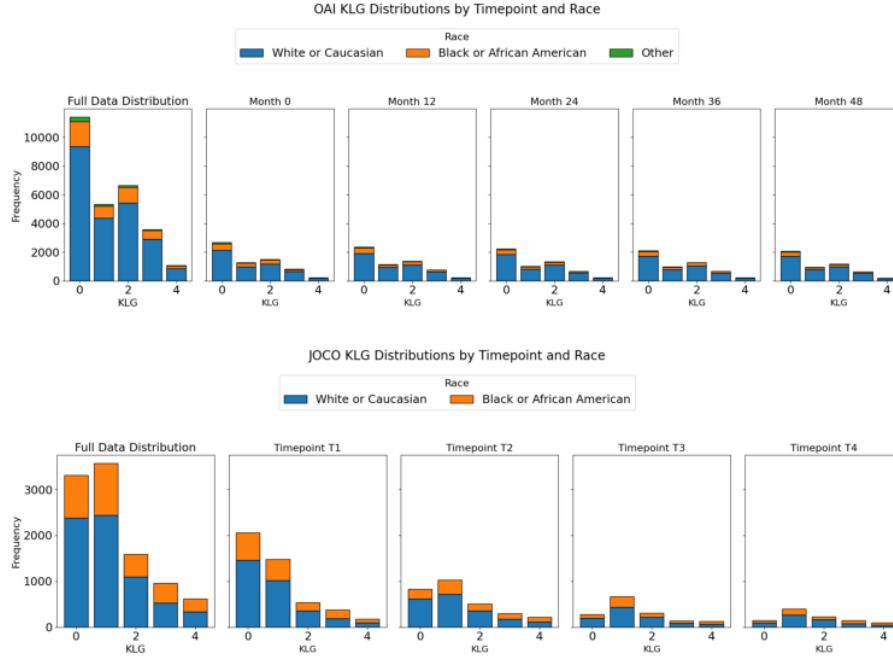 OAI KLG Distributions by Timepoint and Race
Race
White or Caucasian Black or African American Other
Full Data Distribution Month 0 Month 12 Month 24 Month 36 Month 48
10000
8000
6000
4000
2000
0
Frequency
0 2 4 0 2 4 0 2 4 0 2 4 0 2 4 0 2 4
KLG KLG KLG KLG KLG KLG
JOCO KLG Distributions by Timepoint and Race
Race
White or Caucasian Black or African American
Full Data Distribution Timepoint T1 Timepoint T2 Timepoint T3 Timepoint T4
3000
2000
1000
0
Frequency
0 2 4 0 2 4 0 2 4 0 2 4 0 2 4
KLG KLG KLG KLG KLG